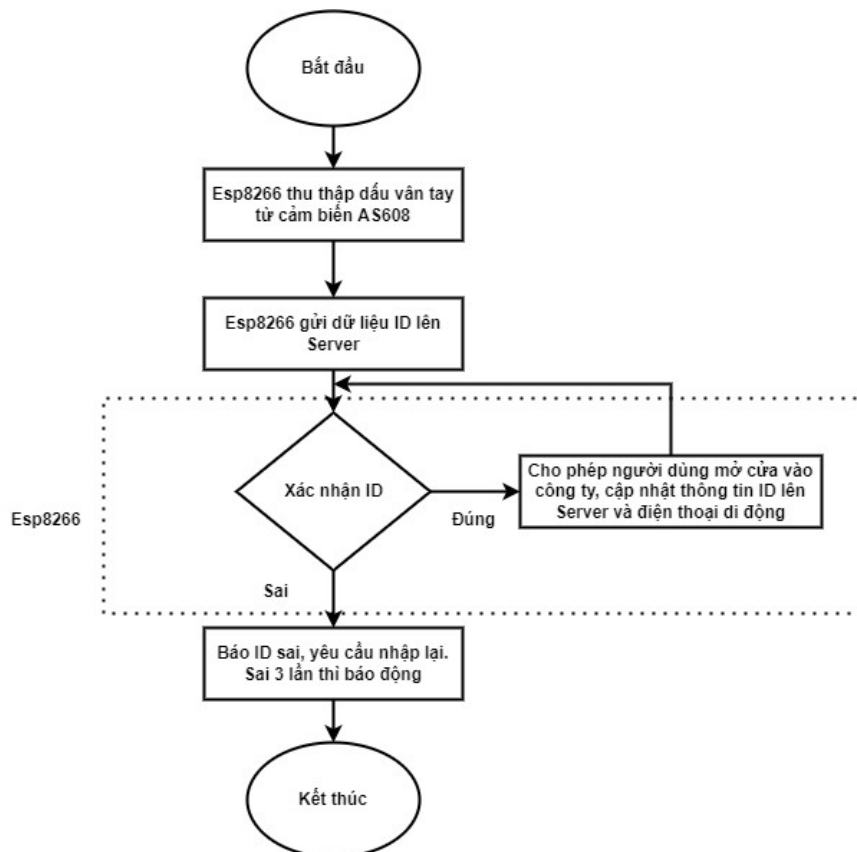 Bắt đầu
Esp8266 thu thập dấu vân tay
từ cảm biến AS608
Esp8266 gửi dữ liệu ID lên
Server
Xác nhận ID
Đúng
Cho phép người dùng mở cửa vào
công ty, cập nhật thông tin ID lên
Server và điện thoại di động
Esp8266
Sai
Báo ID sai, yêu cầu nhập lại.
Sai 3 lần thì báo động
Kết thúc